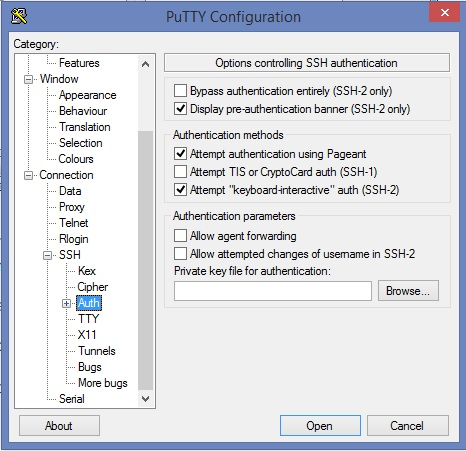 PuTTY Configuration
Category:
Features
Window
Appearance
Behaviour
Translation
Selection
Colours
Connection
Data
Proxy
Telnet
Rlogin
SSH
Kex
Cipher
Auth
TTY
X11
Tunnels
Bugs
More bugs
Serial
Options controlling SSH authentication
Bypass authentication entirely (SSH-2 only)
Display pre-authentication banner (SSH-2 only)
Authentication methods
Attempt authentication using Pageant
Attempt TIS or CryptoCard auth (SSH-1)
Attempt "keyboard-interactive" auth (SSH-2)
Authentication parameters
Allow agent forwarding
Allow attempted changes of username in SSH-2
Private key file for authentication:
Browse...
About
Open
Cancel